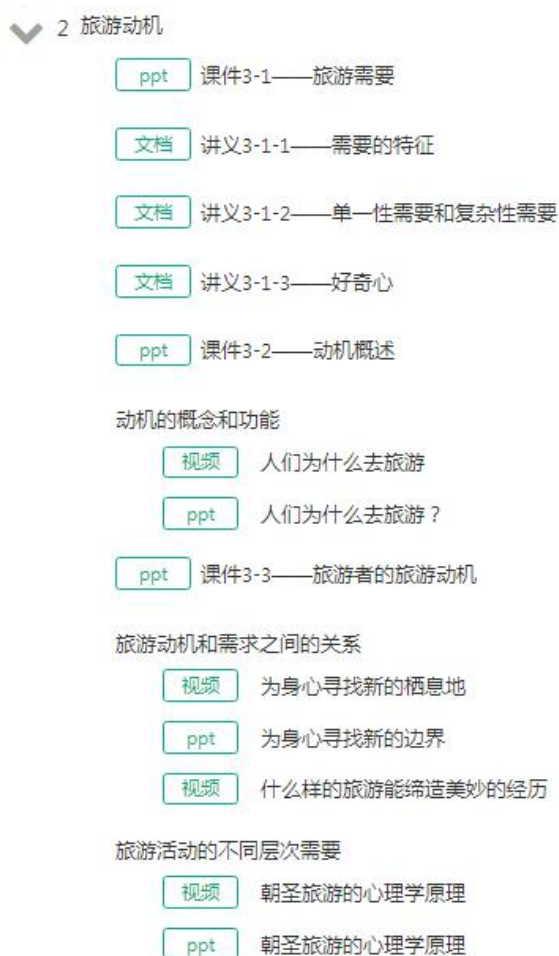 2 旅游动机
ppt 课件3-1——旅游需要
文档 讲义3-1-1——需要的特征
文档 讲义3-1-2——单一性需要和复杂性需要
文档 讲义3-1-3——好奇心
ppt 课件3-2——动机概述
动机的概念和功能
视频 人们为什么去旅游
ppt 人们为什么去旅游？
ppt 课件3-3——旅游者的旅游动机
旅游动机和需求之间的关系
视频 为身心寻找新的栖息地
ppt 为身心寻找新的边界
视频 什么样的旅游能缔造美妙的经历
旅游活动的不同层次需要
视频 朝圣旅游的心理学原理
ppt 朝圣旅游的心理学原理